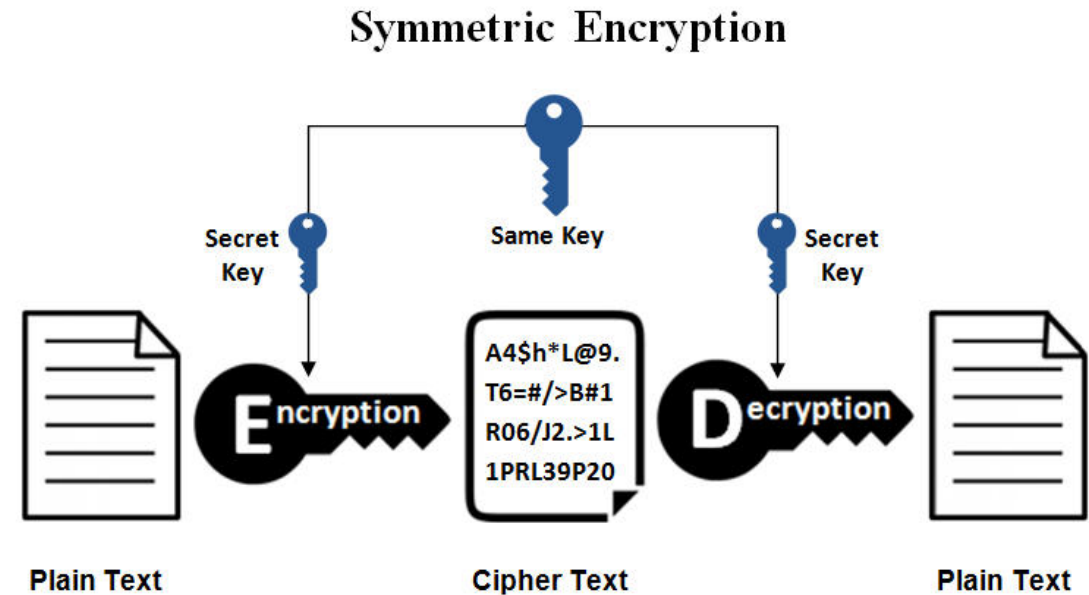 Symmetric Encryption
Secret
Key
Same Key
Secret
Key
Encryption
A4$h*L@9.
T6=#/>B#1
R06/J2.>1L
1PRL39P20
Decryption
Plain Text
Cipher Text
Plain Text